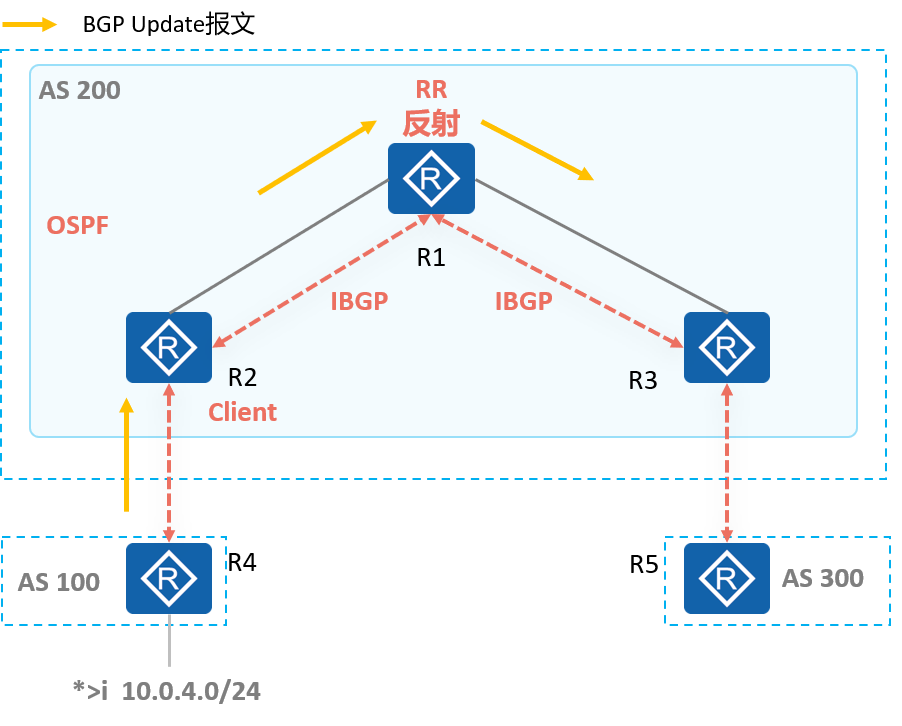 BGP Update报文
AS 200
RR
反射
R
OSPF
R1
IBGP
IBGP
R
R
R2
R3
Client
R
R4
R5
R
AS 100
AS 300
*>i 10.0.4.0/24